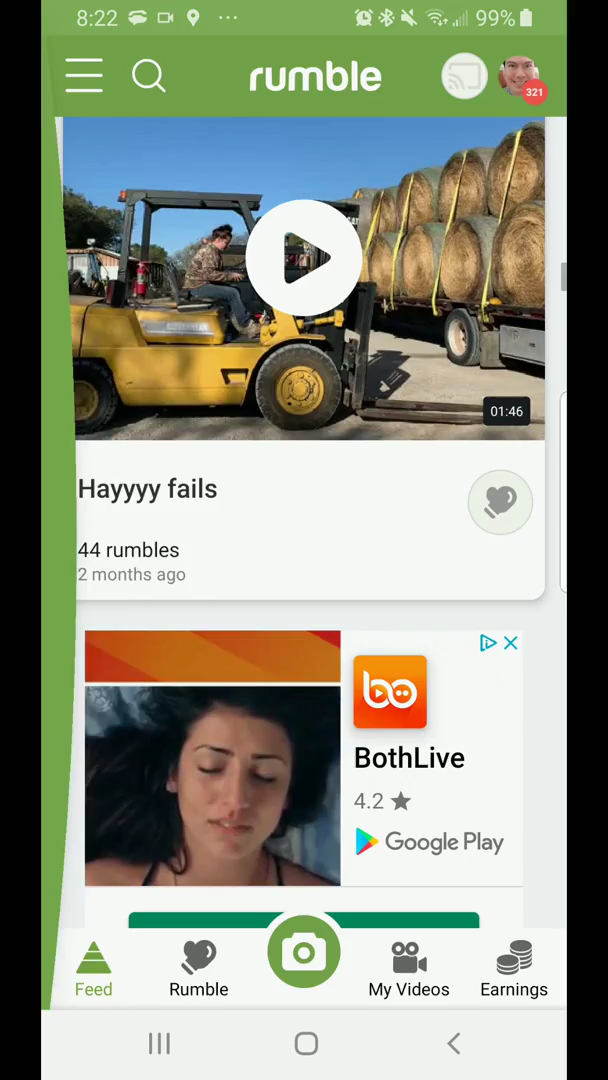 8:22
99%
rumble
321
01:46
Hayyyy fails
44 rumbles
2 months ago
bo
BothLive
4.2 ★
Google Play
Feed
Rumble
My Videos
Earnings